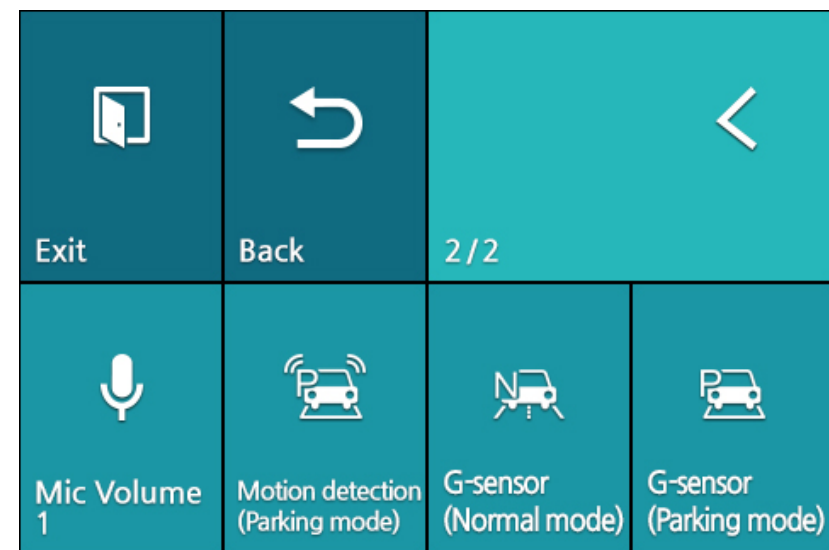 Exit
Back
2/2
Mic Volume
1
Motion detection
(Parking mode)
G-sensor
(Normal mode)
G-sensor
(Parking mode)